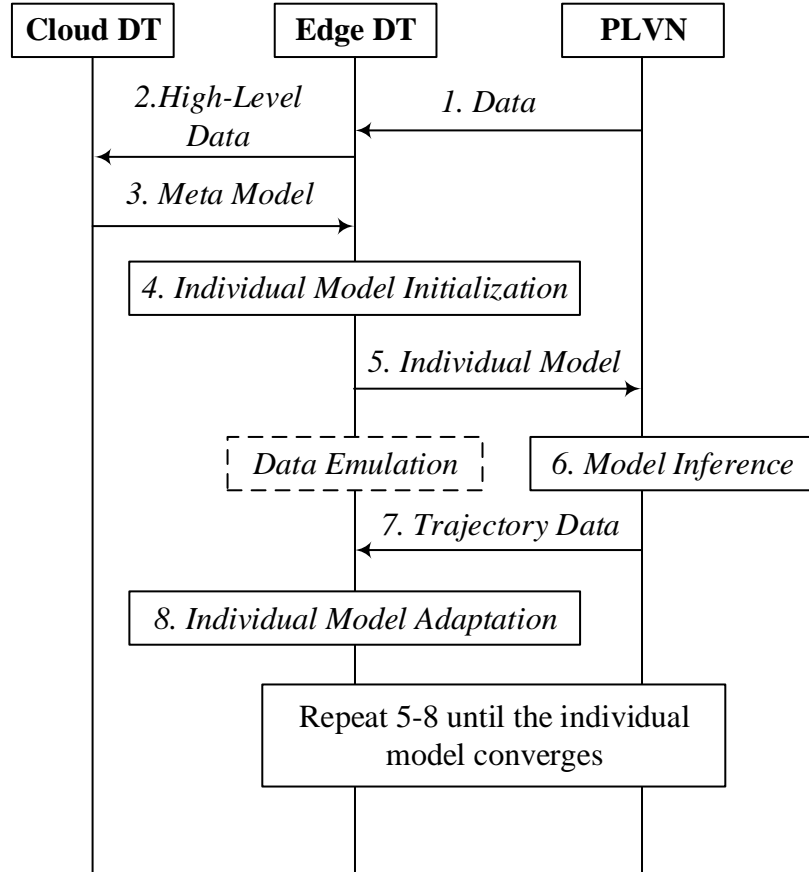 Cloud DT
Edge DT
PLVN
2.High-Level
Data
1. Data
3. Meta Model
4. Individual Model Initialization
5. Individual Model
Data Emulation
6. Model Inference
7. Trajectory Data
8. Individual Model Adaptation
Repeat 5-8 until the individual
model converges